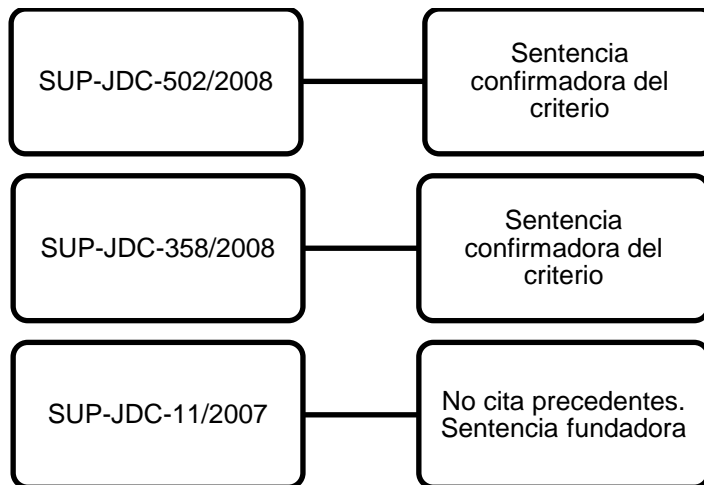 SUP-JDC-502/2008
Sentencia
confirmadora del
criterio
SUP-JDC-358/2008
Sentencia
confirmadora del
criterio
SUP-JDC-11/2007
No cita precedentes.
Sentencia fundadora